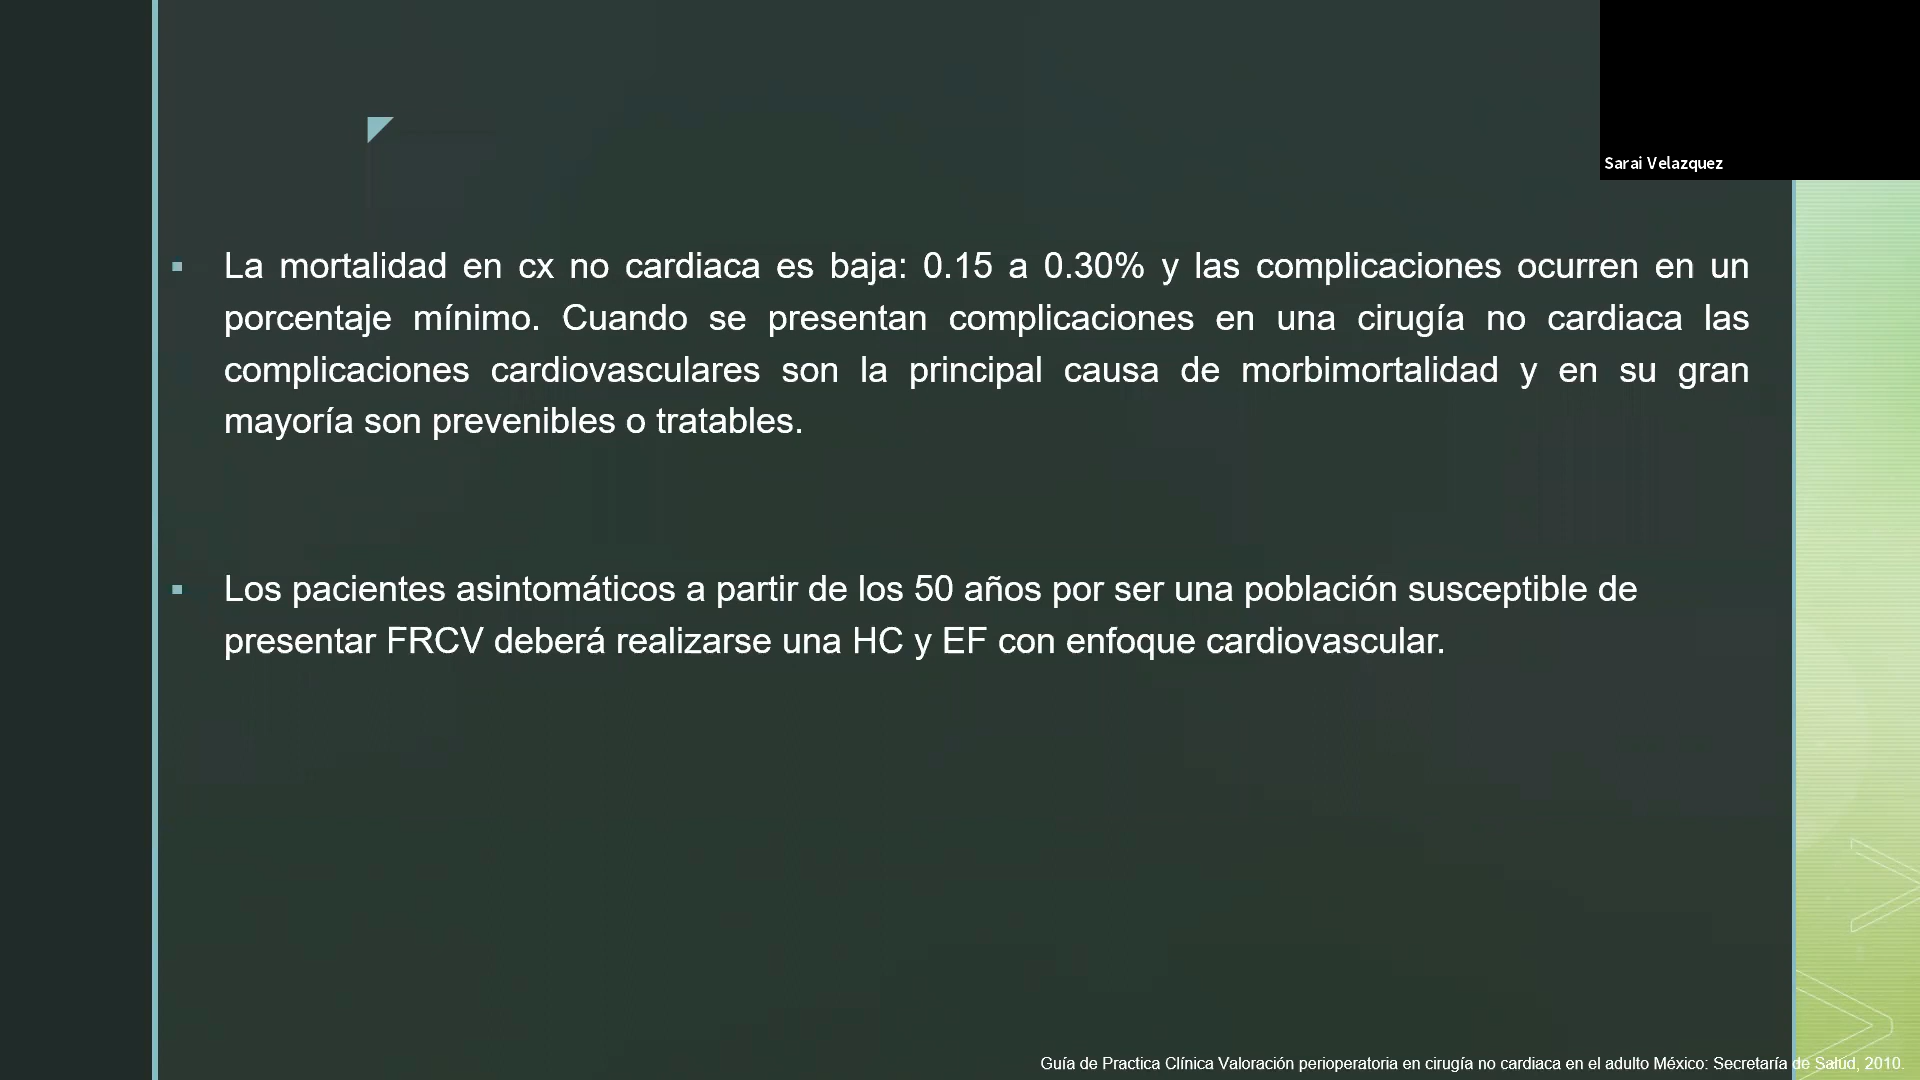 Sarai Velazquez
La mortalidad en cx no cardiaca es baja: 0.15 a 0.30% y las complicaciones ocurren en un
porcentaje mínimo. Cuando se presentan complicaciones en una cirugía no cardiaca las
complicaciones cardiovasculares son la principal causa de morbimortalidad y en su gran
mayoría son prevenibles o tratables.
Los pacientes asintomáticos a partir de los 50 años por ser una población susceptible de
presentar FRCV deberá realizarse una HC y EF con enfoque cardiovascular.
Guía de Practica Clínica Valoración perioperatoria en cirugía no cardiaca en el adulto México: Secretaría de Salud, 2010.